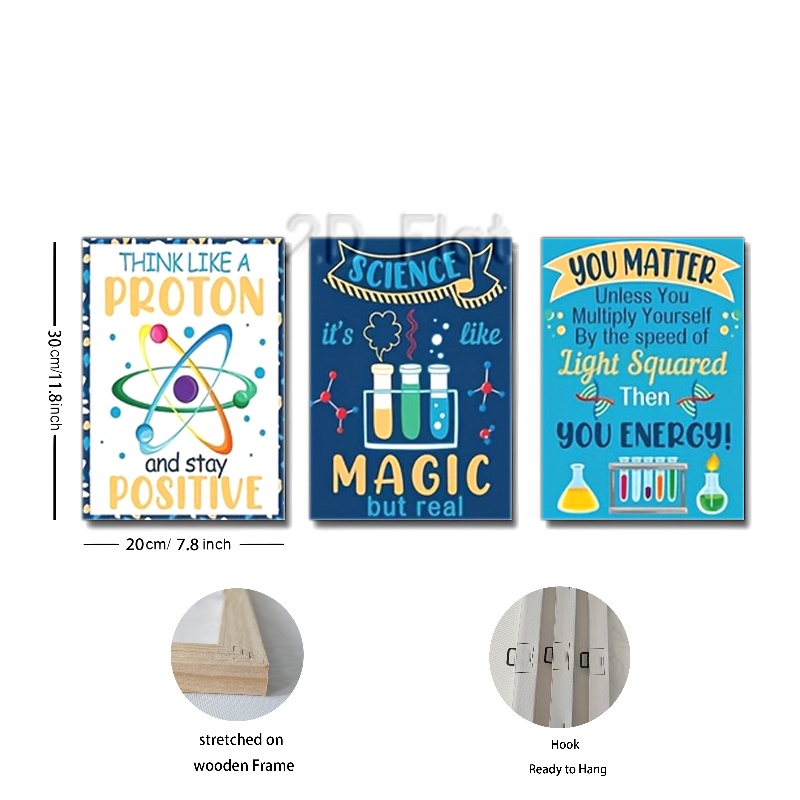 2D Flat
THINK LIKE A
PROTON
and stay
POSITIVE
SCIENCE
it's like
MAGIC
but real
YOU MATTER
Unless You
Multiply Yourself
By the speed of
Light Squared
Then
YOU ENERGY!
30cm/11.8inch
20cm/ 7.8 inch
stretched on
wooden Frame
Hook
Ready to Hang